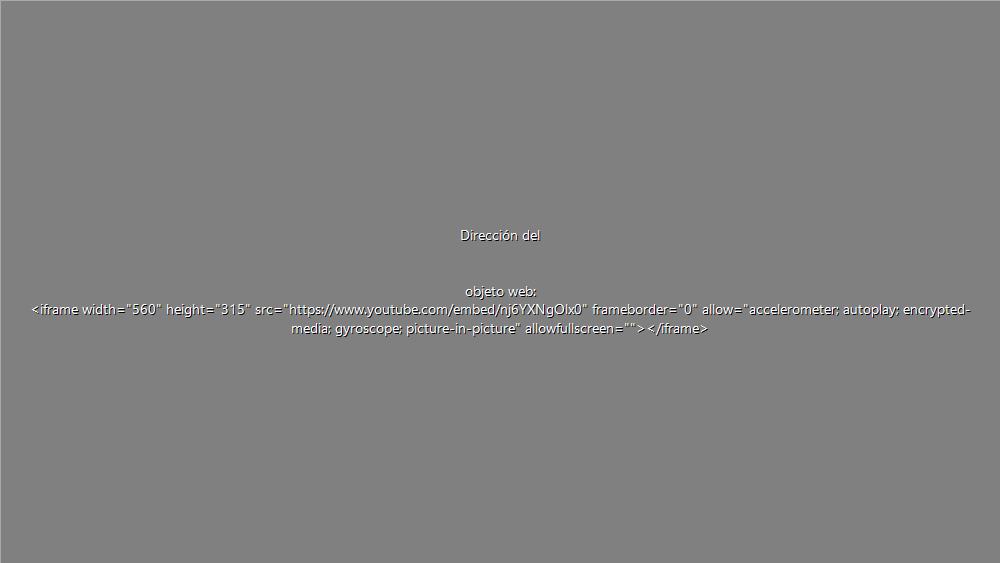 Dirección del
objeto web:
<iframe width="560" height="315" src="https://www.youtube.com/embed/nj6YXNgOlx0" frameborder="0" allow="accelerometer; autoplay; encrypted-
media; gyroscope; picture-in-picture" allowfullscreen=""></iframe>